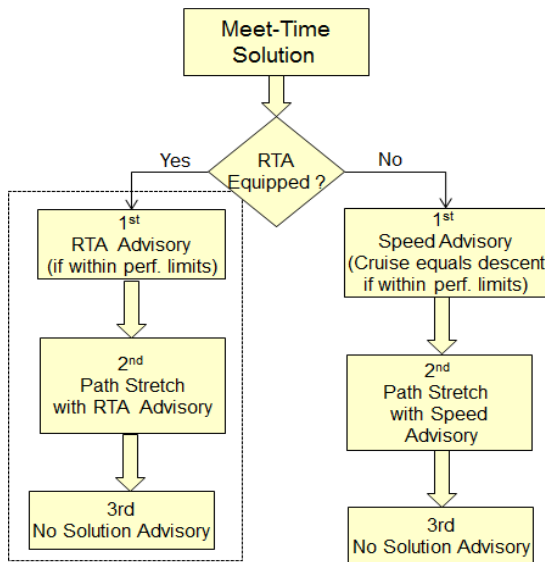 Meet-Time
Solution
RTA
Equipped ?
Yes
No
1st
RTA Advisory
(if within perf. limits)
2nd
Path Stretch
with RTA Advisory
3rd
No Solution Advisory
1st
Speed Advisory
(Cruise equals descent
if within perf. limits)
2nd
Path Stretch
with Speed
Advisory
3rd
No Solution Advisory